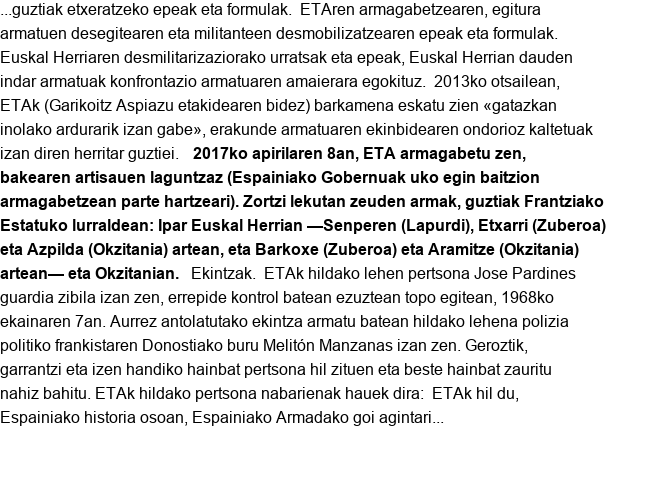 ...guztiak etxeratzeko epeak eta formulak.  ETAren armagabetzearen, egitura
armatuen desegitearen eta militanteen desmobilizatzearen epeak eta formulak.
Euskal Herriaren desmilitarizaziorako urratsak eta epeak, Euskal Herrian dauden
indar armatuak konfrontazio armatuaren amaierara egokituz.  2013ko otsailean,
ETAk (Garikoitz Aspiazu etakidearen bidez) barkamena eskatu zien «gatazkan
inolako ardurarik izan gabe», erakunde armatuaren ekinbidearen ondorioz kaltetuak
izan diren herritar guztiei.   2017ko apirilaren 8an, ETA armagabetu zen,
bakearen artisauen laguntzaz (Espainiako Gobernuak uko egin baitzion
armagabetzean parte hartzeari). Zortzi lekutan zeuden armak, guztiak Frantziako
Estatuko lurraldean: Ipar Euskal Herrian —Senperen (Lapurdi), Etxarri (Zuberoa)
eta Azpilda (Okzitania) artean, eta Barkoxe (Zuberoa) eta Aramitze (Okzitania)
artean— eta Okzitanian.   Ekintzak.  ETAk hildako lehen pertsona Jose Pardines
guardia zibila izan zen, errepide kontrol batean ezuztean topo egitean, 1968ko
ekainaren 7an. Aurrez antolatutako ekintza armatu batean hildako lehena polizia
politiko frankistaren Donostiako buru Melitón Manzanas izan zen. Geroztik,
garrantzi eta izen handiko hainbat pertsona hil zituen eta beste hainbat zauritu
nahiz bahitu. ETAk hildako pertsona nabarienak hauek dira:  ETAk hil du,
Espainiako historia osoan, Espainiako Armadako goi agintari...